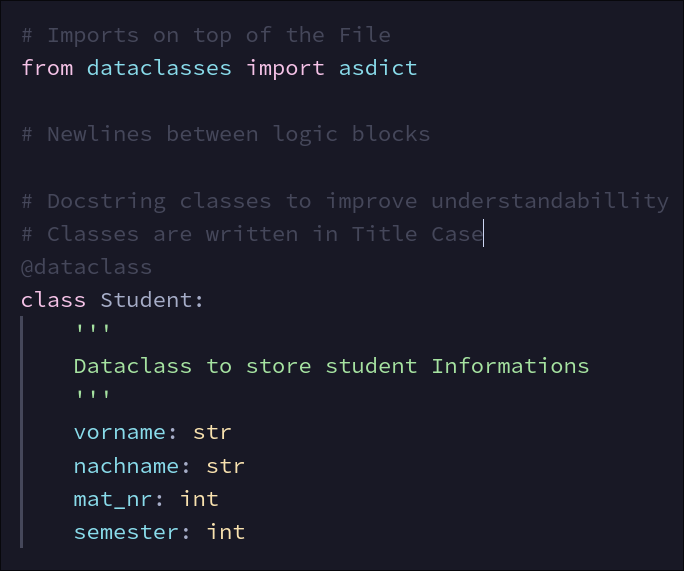 # Imports on top of the File
from dataclasses import asdict
# Newlines between logic blocks
# Docstring classes to improve understandabillity
# Classes are written in Title Case
@dataclass
class Student:
'''
Dataclass to store student Informations
'''
vorname: str
nachname: str
mat_nr: int
semester: int